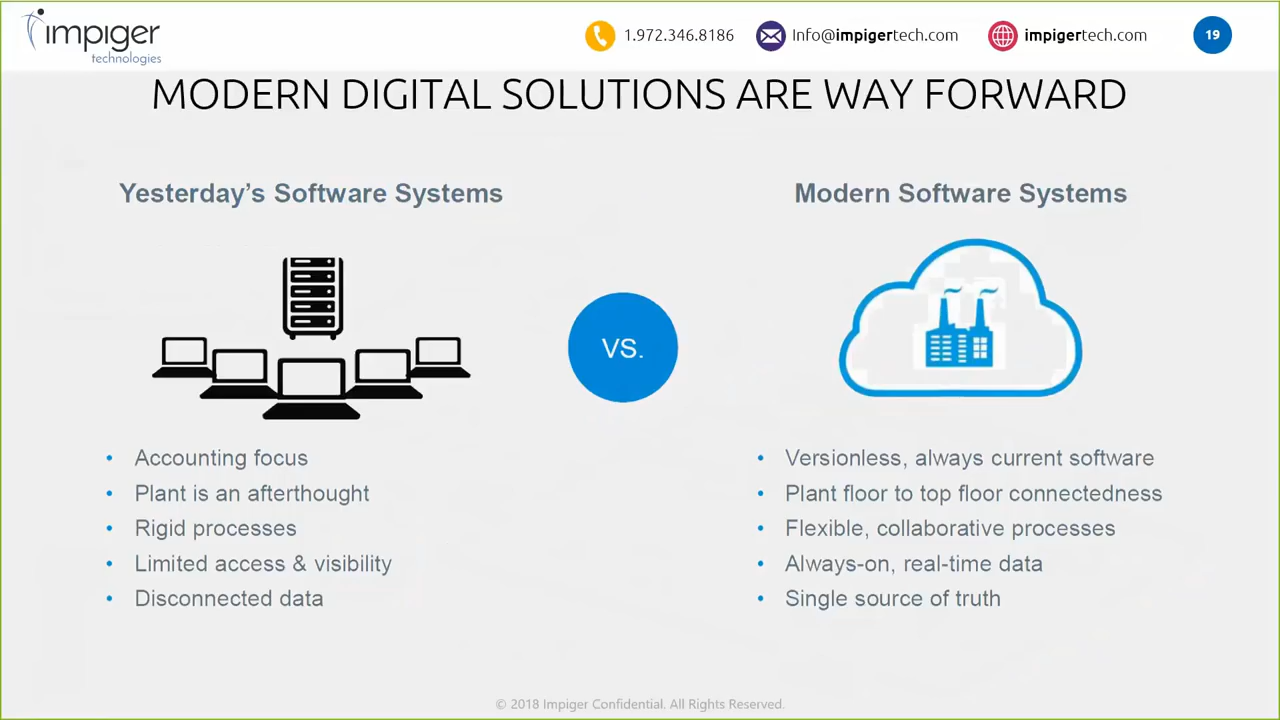 impiger
technologies
1.972.346.8186
Info@impigertech.com
impigertech.com
19
MODERN DIGITAL SOLUTIONS ARE WAY FORWARD
Yesterday’s Software Systems
VS.
Modern Software Systems
• Accounting focus
• Plant is an afterthought
• Rigid processes
• Limited access & visibility
• Disconnected data
• Versionless, always current software
• Plant floor to top floor connectedness
• Flexible, collaborative processes
• Always-on, real-time data
• Single source of truth
© 2018 Impiger Confidential. All Rights Reserved.